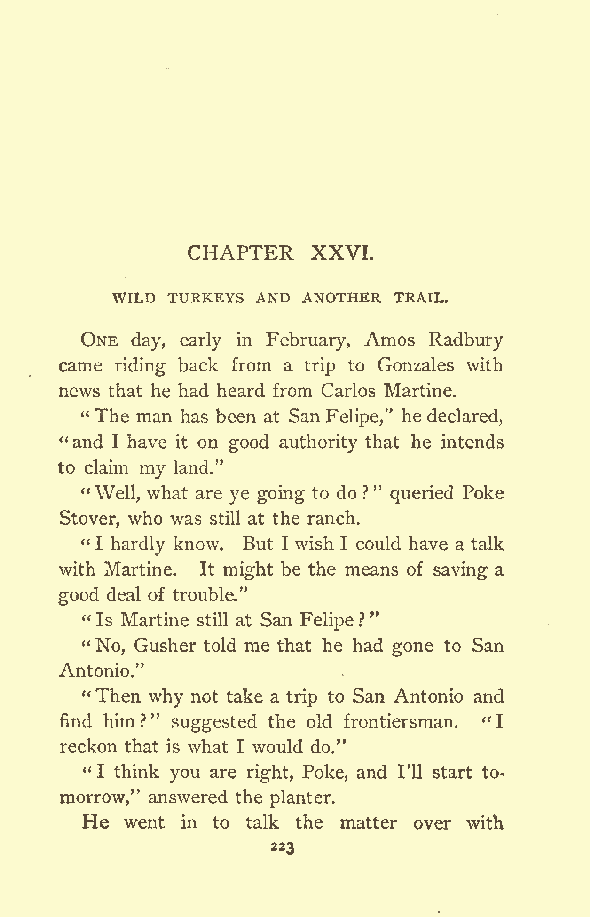 CHAPTER XXVI.
WILD TURKEYS AND ANOTHER TRAIL.
ONE day, early in February, Amos Radbury
came riding back from a trip to Gonzales with
news that he had heard from Carlos Martine.
"The man has been at San Felipe," he declared,
"and I have it on good authority that he intends
to claim my land."
"Well, what are ye going to do?" queried Poke
Stover, who was still at the ranch.
"I hardly know. But I wish I could have a talk
with Martine. It might be the means of saving a
good deal of trouble."
"Is Martine still at San Felipe?"
"No, Gusher told me that he had gone to San
Antonio."
"Then why not take a trip to San Antonio and
find him?" suggested the old frontiersman. "I
reckon that is what I would do."
"I think you are right, Poke, and I'll start to-
morrow," answered the planter.
He went in to talk the matter over with
223